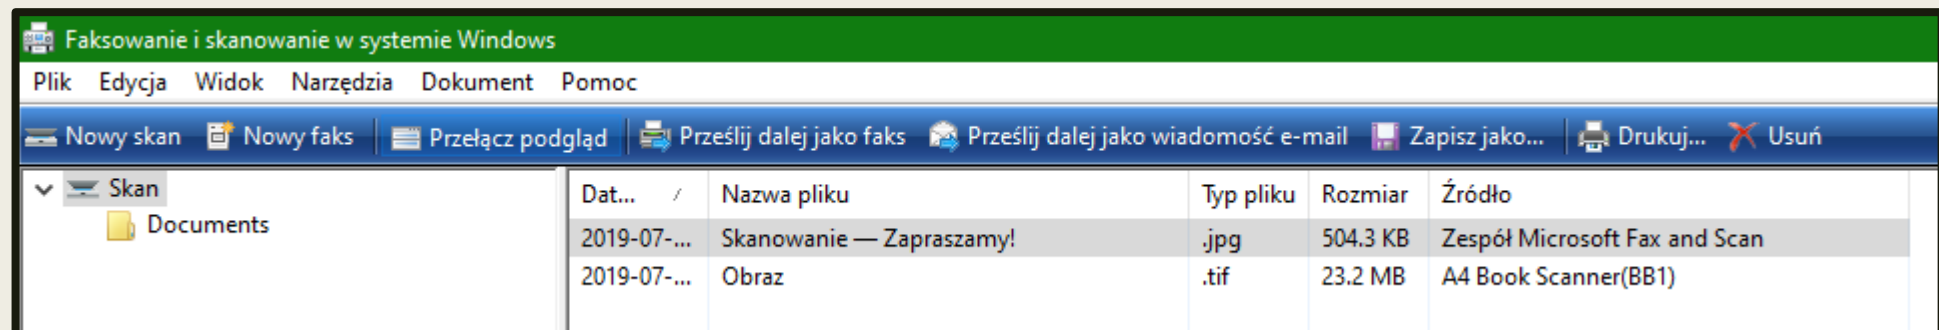 Faksowanie i skanowanie w systemie Windows
Plik Edycja Widok Narzędzia Dokument Pomoc
Nowy skan Nowy faks Przełącz podgląd Prześlij dalej jako faks Prześlij dalej jako wiadomość e-mail Zapisz jako... Drukuj... Usuń
Skan
Documents
Dat... Nazwa pliku Typ pliku Rozmiar Źródło
2019-07-... Skanowanie — Zapraszamy! .jpg 504.3 KB Zespół Microsoft Fax and Scan
2019-07-... Obraz .tif 23.2 MB A4 Book Scanner(BB1)